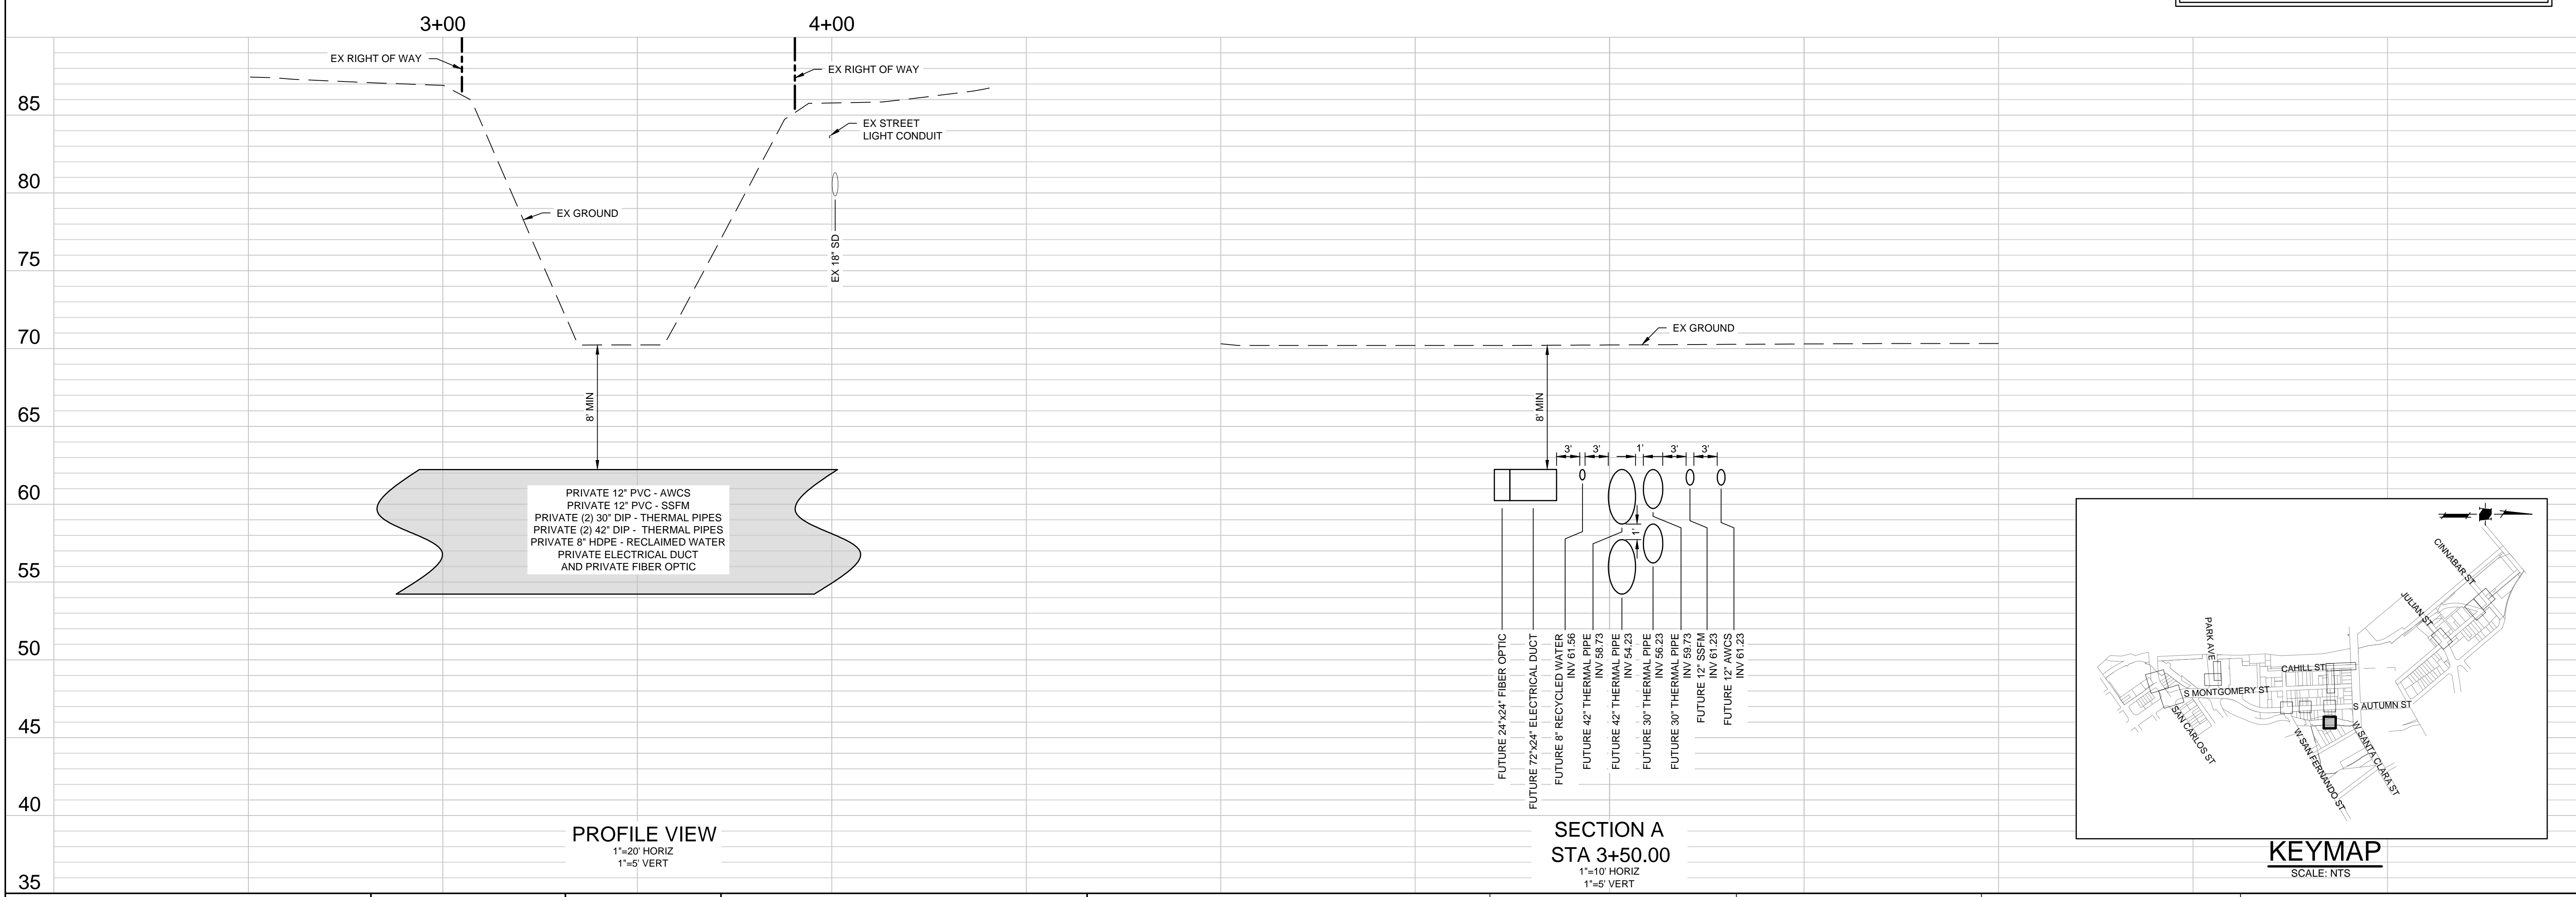 3+00
4+00
85
80
75
70
65
60
55
50
45
40
35
EX RIGHT OF WAY
EX RIGHT OF WAY
EX STREET
LIGHT CONDUIT
EX GROUND
EX 18" SD
8' MIN
PRIVATE 12" PVC - AWCS
PRIVATE 12" PVC - SSFM
PRIVATE (2) 30" DIP - THERMAL PIPES
PRIVATE (2) 42" DIP - THERMAL PIPES
PRIVATE 8" HDPE - RECLAIMED WATER
PRIVATE ELECTRICAL DUCT
AND PRIVATE FIBER OPTIC
PROFILE VIEW
1"=20' HORIZ
1"=5' VERT
EX GROUND
8' MIN
3'
3'
1'
3'
3'
1'
FUTURE 24"x24" FIBER OPTIC
FUTURE 72"x24" ELECTRICAL DUCT
FUTURE 8" RECYCLED WATER
INV 61.56
FUTURE 42" THERMAL PIPE
INV 58.73
FUTURE 42" THERMAL PIPE
INV 54.23
FUTURE 30" THERMAL PIPE
INV 56.23
FUTURE 30" THERMAL PIPE
INV 59.73
FUTURE 12" SSFM
INV 61.23
FUTURE 12" AWCS
INV 61.23
SECTION A
STA 3+50.00
1"=10' HORIZ
1"=5' VERT
CINNABAR ST
JULIAN ST
PARK AVE
CAHILL ST
S MONTGOMERY ST
S AUTUMN ST
SAN CARLOS ST
W SAN FERNANDO ST
W SANTA CLARA ST
KEYMAP
SCALE: NTS